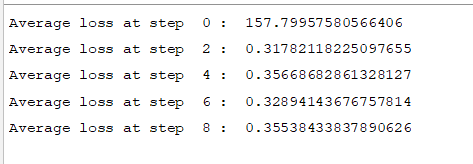 Average loss at step  0 :  157.79957580566406
Average loss at step  2 :  0.31782118225097655
Average loss at step  4 :  0.35668682861328127
Average loss at step  6 :  0.32894143676757814
Average loss at step  8 :  0.35538433837890626